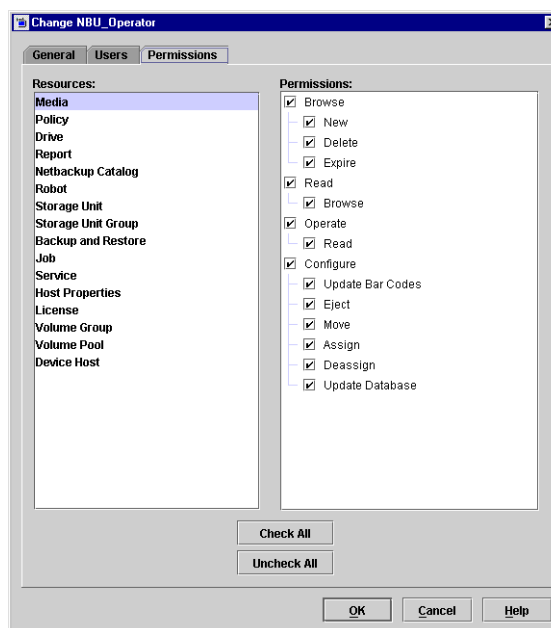 Change NBU_Operator
General Users Permissions
Resources:
Media
Policy
Drive
Report
Netbackup Catalog
Robot
Storage Unit
Storage Unit Group
Backup and Restore
Job
Service
Host Properties
License
Volume Group
Volume Pool
Device Host
Permissions:
Browse
New
Delete
Expire
Read
Browse
Operate
Read
Configure
Update Bar Codes
Eject
Move
Assign
Deassign
Update Database
Check All
Uncheck All
OK Cancel Help